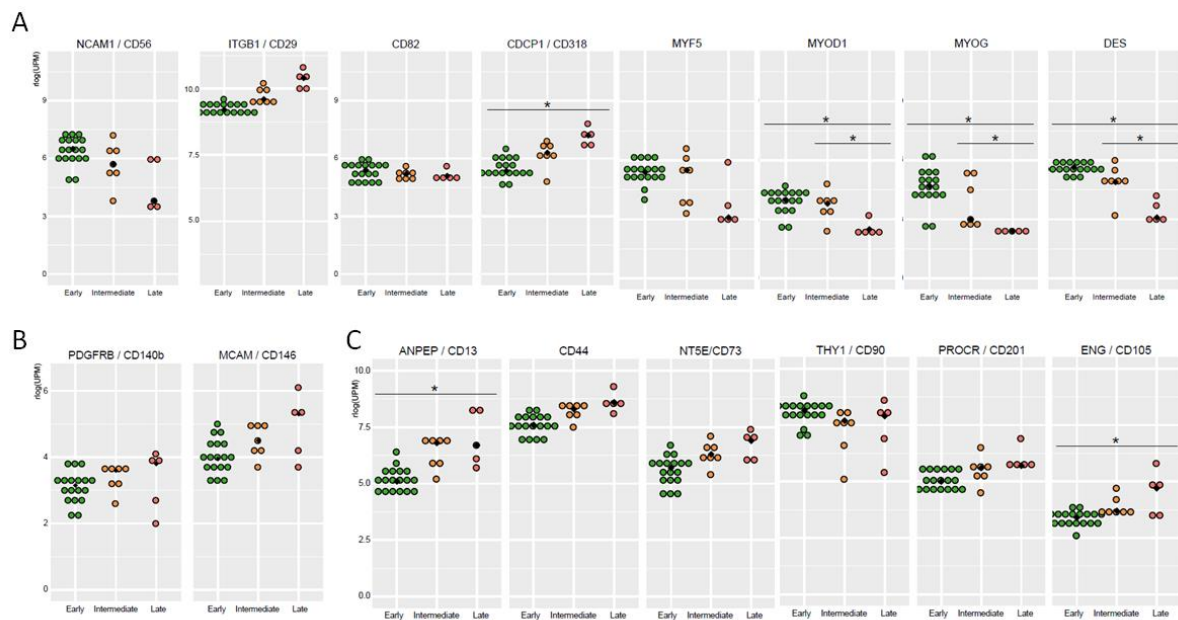 A
NCAM1 / CD56 ITGB1 / CD29 CD82 CDCP1 / CD318 MYF5 MYOD1 MYOG DES
rlog(UPM)
9
6
3
0
10.0
7.5
5.0
9
6
3
0
* * * * * * *
Early Intermediate Late Early Intermediate Late Early Intermediate Late Early Intermediate Late Early Intermediate Late Early Intermediate Late Early Intermediate Late Early Intermediate Late
B
PDGFRB / CD140b MCAM / CD146
rlog(UPM)
6
4
2
0
Early Intermediate Late Early Intermediate Late
C
ANPEP / CD13 CD44 NT5E/CD73 THY1 / CD90 PROCR / CD201 ENG / CD105
rlog(UPM)
10.0
7.5
5.0
2.5
0.0
* *
Early Intermediate Late Early Intermediate Late Early Intermediate Late Early Intermediate Late Early Intermediate Late Early Intermediate Late